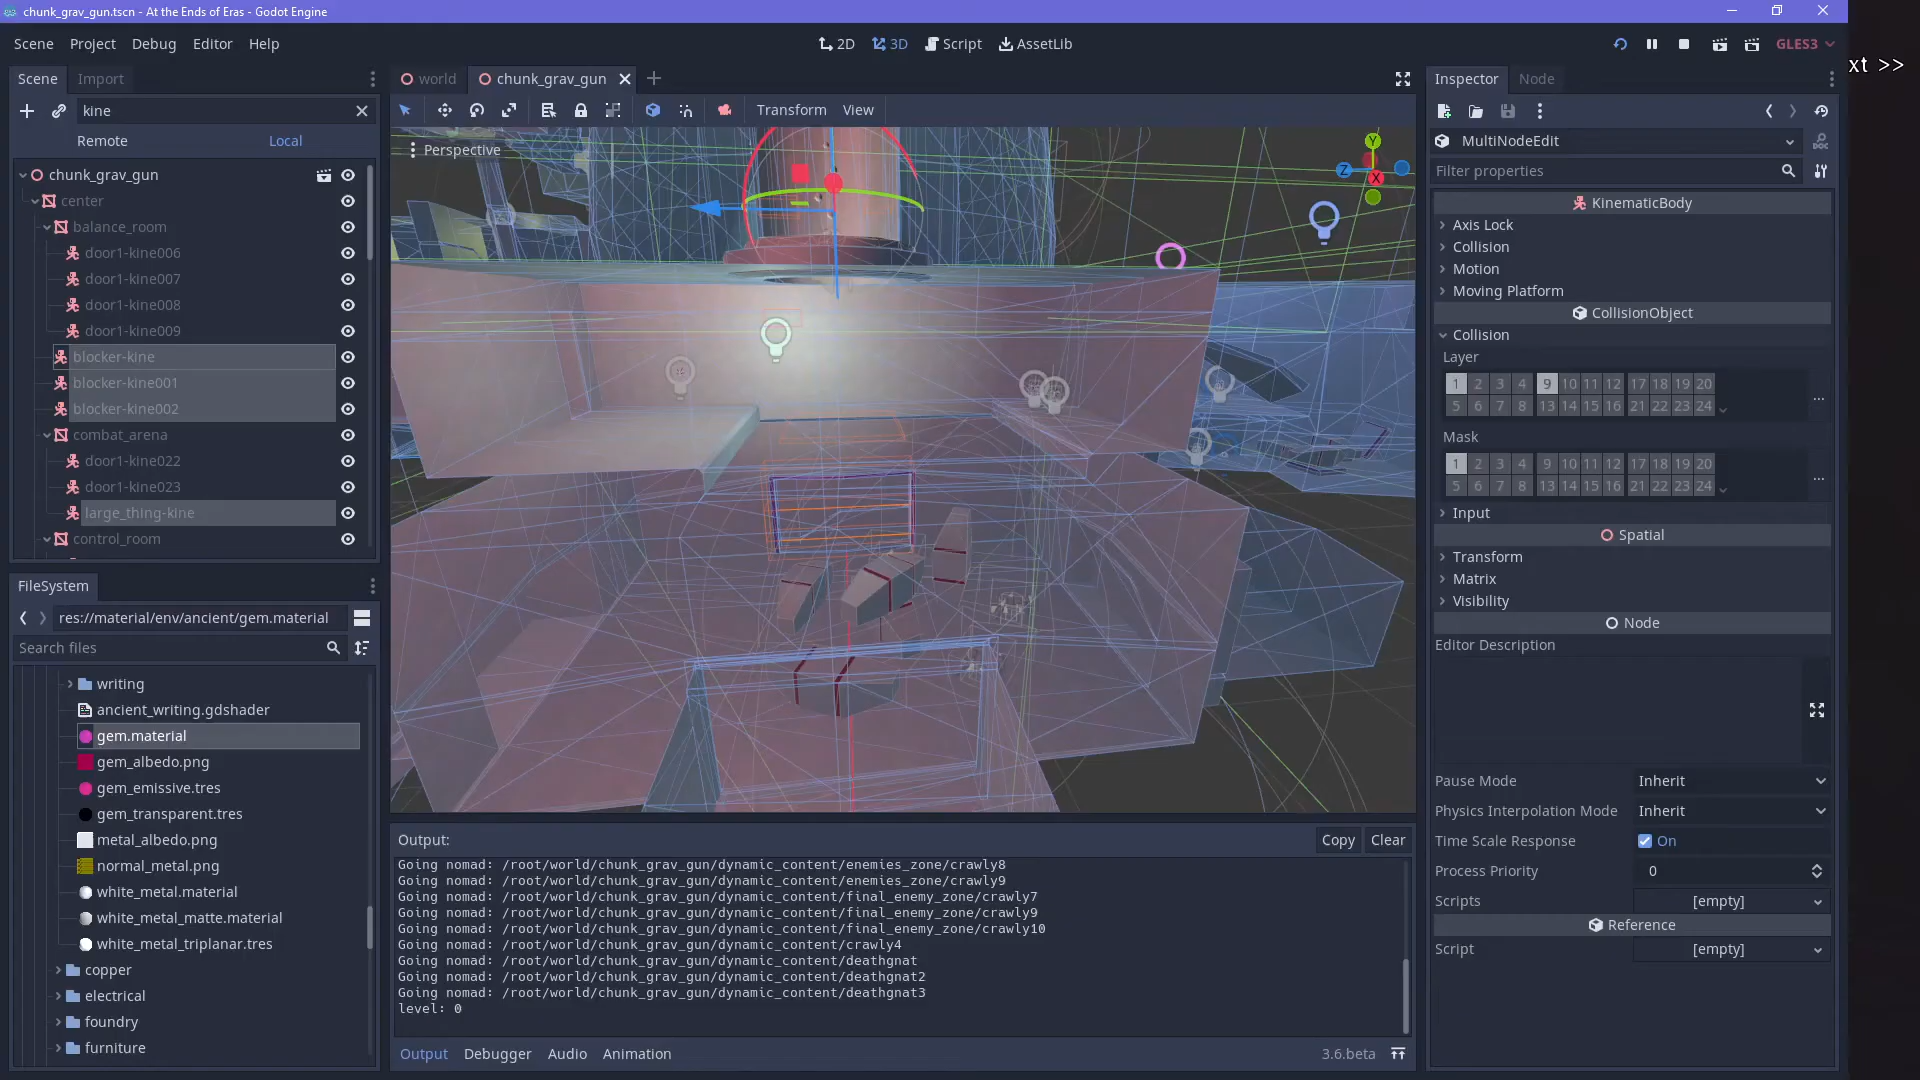 chunk_grav_gun.tscn - At the Ends of Eras - Godot Engine
Scene Project Debug Editor Help
2D 3D Script AssetLib
GLES3
xt >>
Scene Import
kine
Remote Local
chunk_grav_gun
center
balance_room
door1-kine006
door1-kine007
door1-kine008
door1-kine009
blocker-kine
blocker-kine001
blocker-kine002
combat_arena
door1-kine022
door1-kine023
large_thing-kine
control_room
FileSystem
res://material/env/ancient/gem.material
Search files
writing
ancient_writing.gdshader
gem.material
gem_albedo.png
gem_emissive.tres
gem_transparent.tres
metal_albedo.png
normal_metal.png
white_metal.material
white_metal_matte.material
white_metal_triplanar.tres
copper
electrical
foundry
furniture
world chunk_grav_gun
Transform View
Perspective
Y
Z
X
Output: Copy Clear
Going nomad: /root/world/chunk_grav_gun/dynamic_content/enemies_zone/crawly8
Going nomad: /root/world/chunk_grav_gun/dynamic_content/enemies_zone/crawly9
Going nomad: /root/world/chunk_grav_gun/dynamic_content/final_enemy_zone/crawly7
Going nomad: /root/world/chunk_grav_gun/dynamic_content/final_enemy_zone/crawly9
Going nomad: /root/world/chunk_grav_gun/dynamic_content/final_enemy_zone/crawly10
Going nomad: /root/world/chunk_grav_gun/dynamic_content/crawly4
Going nomad: /root/world/chunk_grav_gun/dynamic_content/deathgnat
Going nomad: /root/world/chunk_grav_gun/dynamic_content/deathgnat2
Going nomad: /root/world/chunk_grav_gun/dynamic_content/deathgnat3
level: 0
Output Debugger Audio Animation 3.6.beta
Inspector Node
MultiNodeEdit
Filter properties
KinematicBody
Axis Lock
Collision
Motion
Moving Platform
CollisionObject
Collision
Layer
1 2 3 4 9 10 11 12 17 18 19 20
5 6 7 8 13 14 15 16 21 22 23 24
...
Mask
1 2 3 4 9 10 11 12 17 18 19 20
5 6 7 8 13 14 15 16 21 22 23 24
...
Input
Spatial
Transform
Matrix
Visibility
Node
Editor Description
Pause Mode Inherit
Physics Interpolation Mode Inherit
Time Scale Response On
Process Priority 0
Scripts [empty]
Reference
Script [empty]